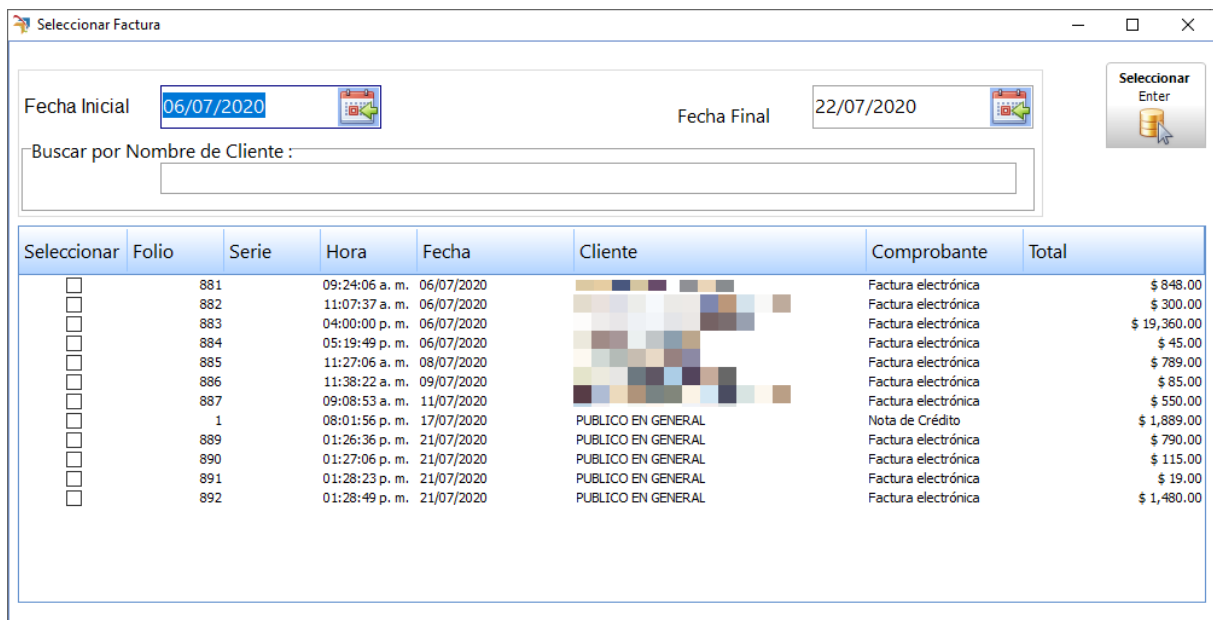 Seleccionar Factura
Seleccionar
Enter
Fecha Inicial 06/07/2020 Fecha Final 22/07/2020
Buscar por Nombre de Cliente :
Seleccionar Folio Serie Hora Fecha Cliente Comprobante Total
881 09:24:06 a. m. 06/07/2020 Factura electrónica $ 848.00
882 11:07:37 a. m. 06/07/2020 Factura electrónica $ 300.00
883 04:00:00 p. m. 06/07/2020 Factura electrónica $ 19,360.00
884 05:19:49 p. m. 06/07/2020 Factura electrónica $ 45.00
885 11:27:06 a. m. 08/07/2020 Factura electrónica $ 789.00
886 11:38:22 a. m. 09/07/2020 Factura electrónica $ 85.00
887 09:08:53 a. m. 11/07/2020 Factura electrónica $ 550.00
1 08:01:56 p. m. 17/07/2020 PUBLICO EN GENERAL Nota de Crédito $ 1,889.00
889 01:26:36 p. m. 21/07/2020 PUBLICO EN GENERAL Factura electrónica $ 790.00
890 01:27:06 p. m. 21/07/2020 PUBLICO EN GENERAL Factura electrónica $ 115.00
891 01:28:23 p. m. 21/07/2020 PUBLICO EN GENERAL Factura electrónica $ 19.00
892 01:28:49 p. m. 21/07/2020 PUBLICO EN GENERAL Factura electrónica $ 1,480.00